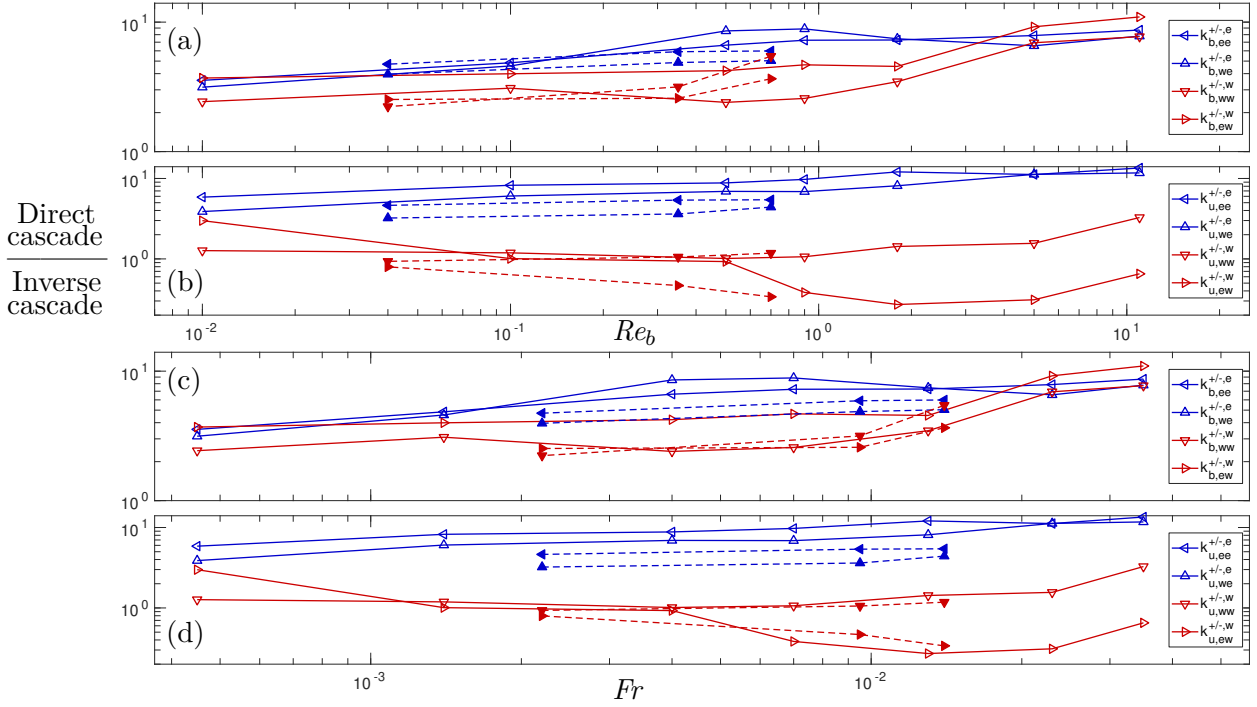 (a)
10^1
10^0
k_{b,ee}^{+/-,e}
k_{b,we}^{+/-,e}
k_{b,ww}^{+/-,w}
k_{b,ew}^{+/-,w}
Direct
cascade
Inverse
cascade
(b)
10^1
10^0
k_{u,ee}^{+/-,e}
k_{u,we}^{+/-,e}
k_{u,ww}^{+/-,w}
k_{u,ew}^{+/-,w}
10^{-2}
10^{-1}
10^0
10^1
Re_b
(c)
10^1
10^0
k_{b,ee}^{+/-,e}
k_{b,we}^{+/-,e}
k_{b,ww}^{+/-,w}
k_{b,ew}^{+/-,w}
(d)
10^1
10^0
k_{u,ee}^{+/-,e}
k_{u,we}^{+/-,e}
k_{u,ww}^{+/-,w}
k_{u,ew}^{+/-,w}
10^{-3}
10^{-2}
Fr